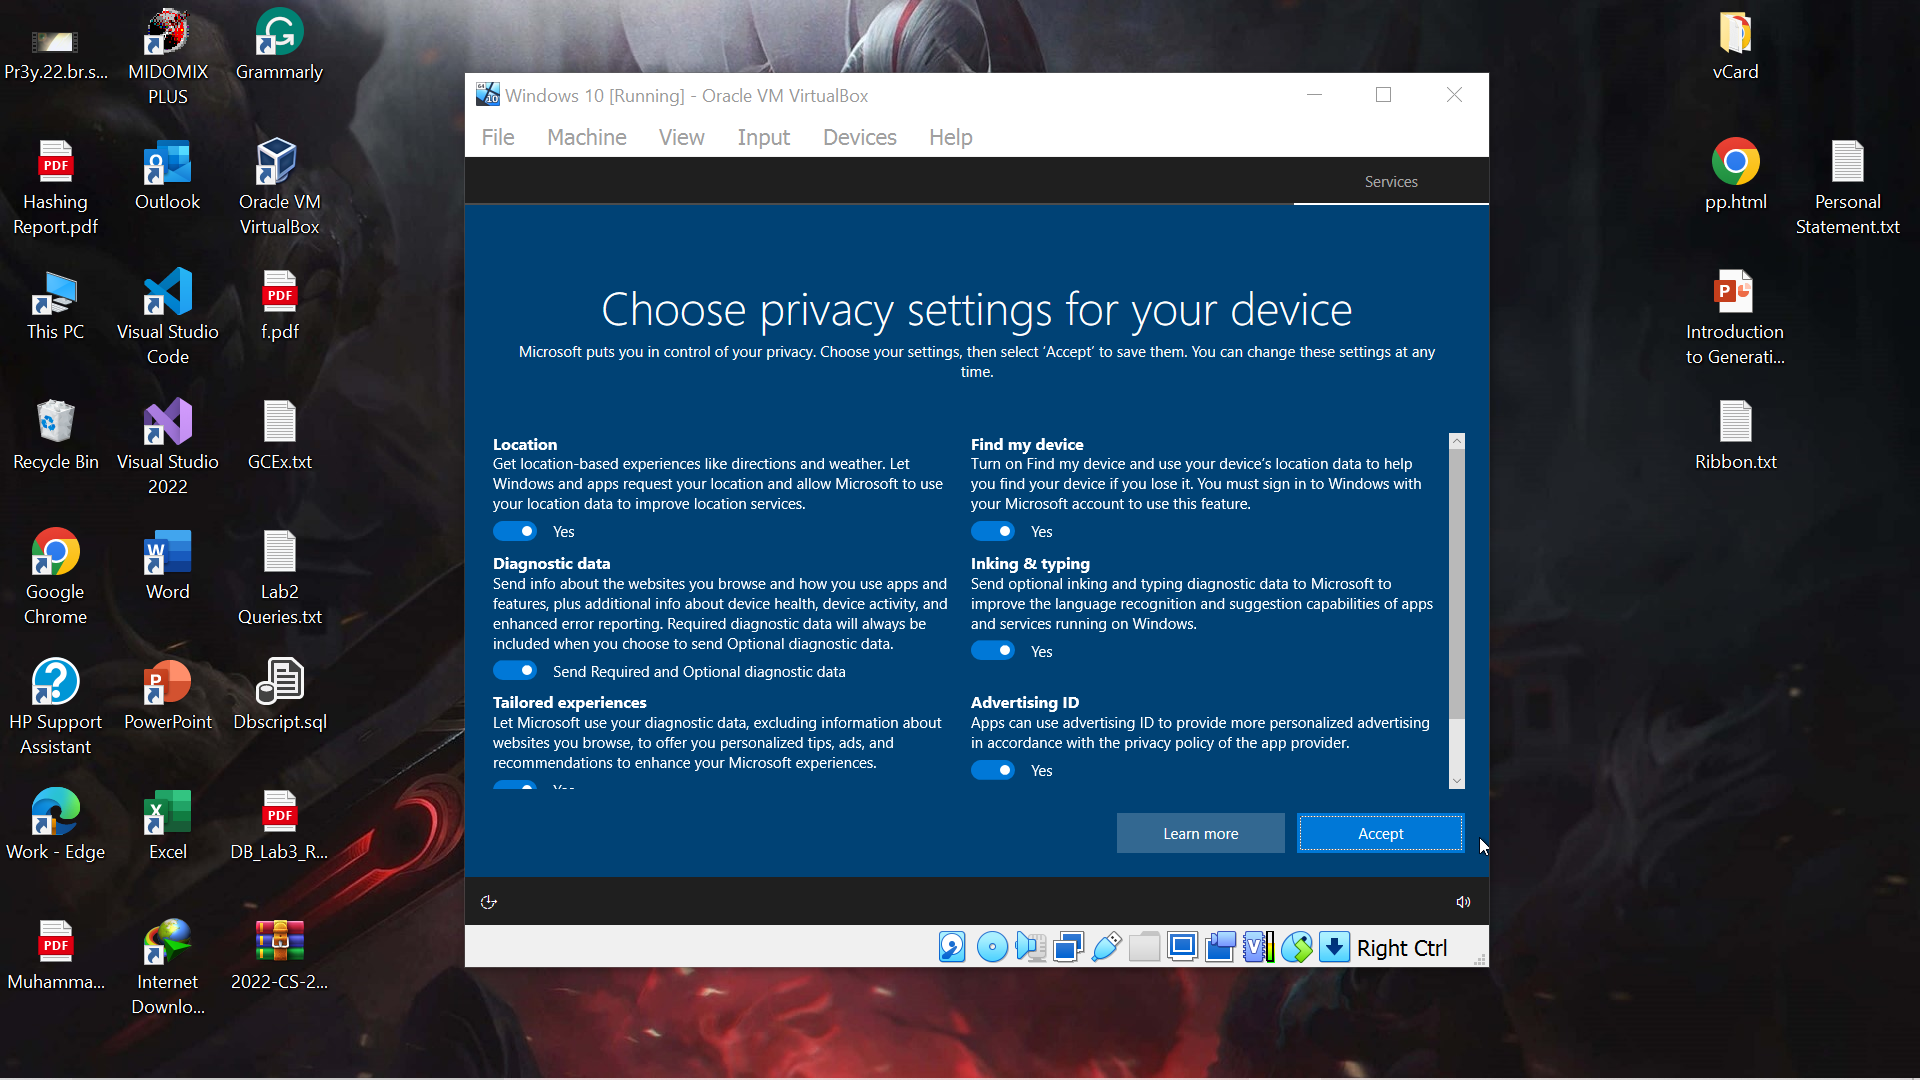 Pr3y.22.br.s...
MIDOMIX
PLUS
Grammarly
Hashing
Report.pdf
Outlook
Oracle VM
VirtualBox
This PC
Visual Studio
Code
f.pdf
Recycle Bin
Visual Studio
2022
GCEx.txt
Google
Chrome
Word
Lab2
Queries.txt
HP Support
Assistant
PowerPoint
Dbscript.sql
Work - Edge
Excel
DB_Lab3_R...
Muhamma...
Internet
Downlo...
2022-CS-2...
Windows 10 [Running] - Oracle VM VirtualBox
File Machine View Input Devices Help
Services
Choose privacy settings for your device
Microsoft puts you in control of your privacy. Choose your settings, then select ‘Accept’ to save them. You can change these settings at any
time.
Location
Get location-based experiences like directions and weather. Let
Windows and apps request your location and allow Microsoft to use
your location data to improve location services.
Yes
Diagnostic data
Send info about the websites you browse and how you use apps and
features, plus additional info about device health, device activity, and
enhanced error reporting. Required diagnostic data will always be
included when you choose to send Optional diagnostic data.
Send Required and Optional diagnostic data
Tailored experiences
Let Microsoft use your diagnostic data, excluding information about
websites you browse, to offer you personalized tips, ads, and
recommendations to enhance your Microsoft experiences.
Yes
Find my device
Turn on Find my device and use your device’s location data to help
you find your device if you lose it. You must sign in to Windows with
your Microsoft account to use this feature.
Yes
Inking & typing
Send optional inking and typing diagnostic data to Microsoft to
improve the language recognition and suggestion capabilities of apps
and services running on Windows.
Yes
Advertising ID
Apps can use advertising ID to provide more personalized advertising
in accordance with the privacy policy of the app provider.
Yes
Learn more
Accept
Right Ctrl
vCard
pp.html
Personal
Statement.txt
Introduction
to Generati...
Ribbon.txt